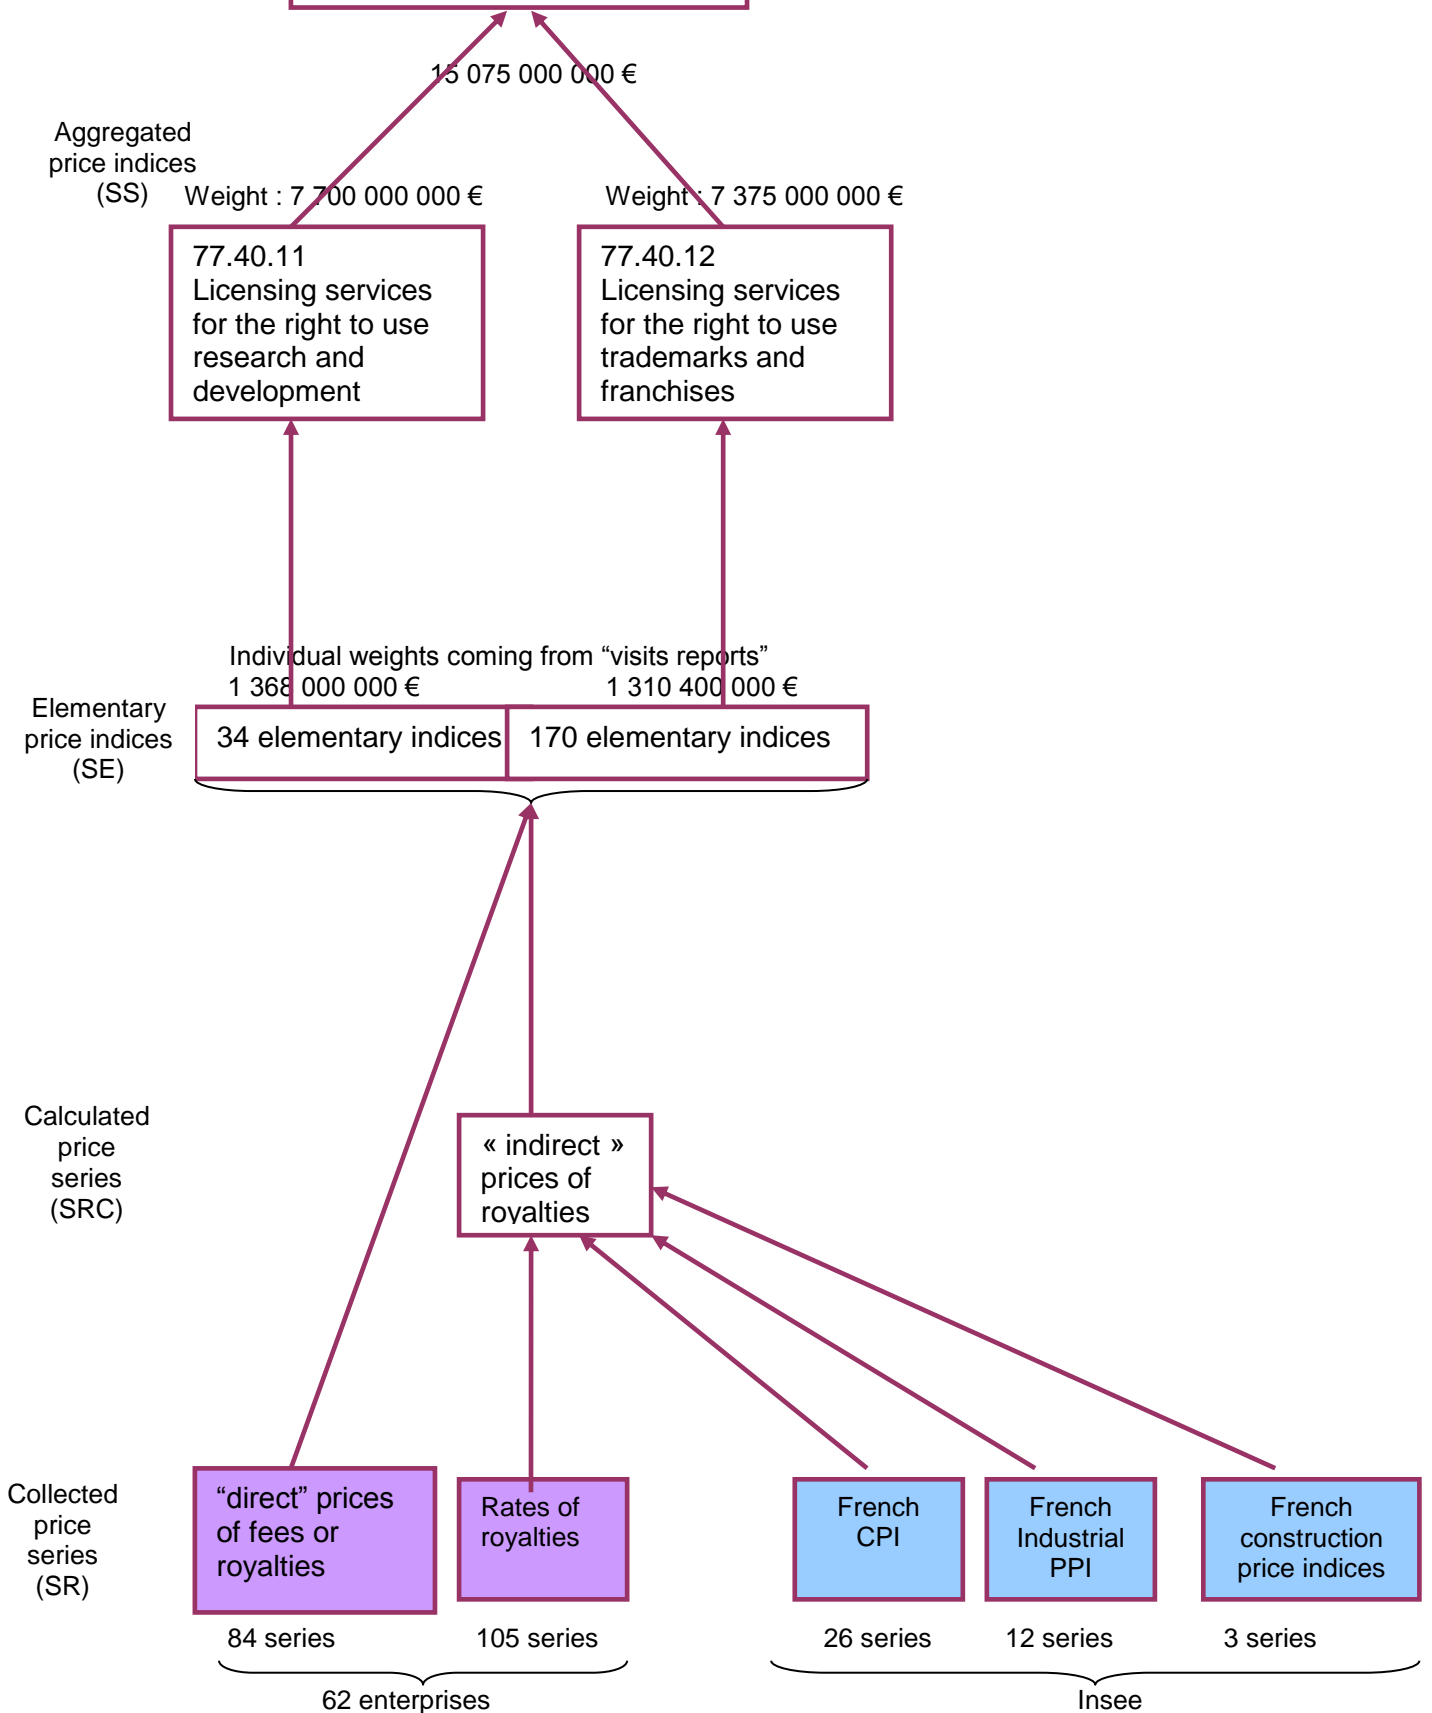 15 075 000 000 €
Aggregated
price indices
(SS)
Weight : 7 700 000 000 €
Weight : 7 375 000 000 €
77.40.11
Licensing services
for the right to use
research and
development
77.40.12
Licensing services
for the right to use
trademarks and
franchises
Individual weights coming from “visits reports”
1 368 000 000 €
1 310 400 000 €
Elementary
price indices
(SE)
34 elementary indices
170 elementary indices
Calculated
price
series
(SRC)
« indirect »
prices of
royalties
Collected
price
series
(SR)
“direct” prices
of fees or
royalties
Rates of
royalties
French
CPI
French
Industrial
PPI
French
construction
price indices
84 series
105 series
26 series
12 series
3 series
62 enterprises
Insee